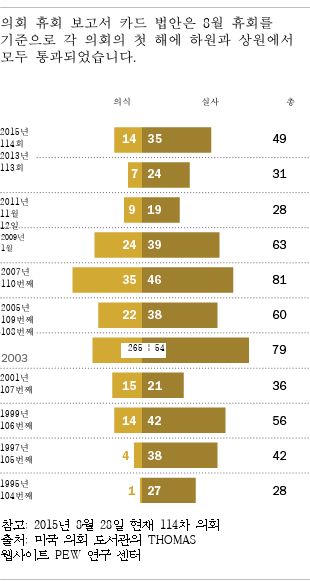 의회 휴회 보고서 카드 법안은 8월 휴회를
기준으로 각 의회의 첫 해에 하원과 상원에서
모두 통과되었습니다.
의식 실사 총
2015년
114회
14 35 49
2013년
113회
7 24 31
2011년
11월
12일
9 19 28
2009년
1월
24 39 63
2007년
110번째
35 46 81
2005년
109번째
22 38 60
108번째
2003
265 : 54 79
2001년
107번째
15 21 36
1999년
106번째
14 42 56
1997년
105번째
4 38 42
1995년
104번째
1 27 28
참고: 2015년 8월 28일 현재 114차 의회
출처: 미국 의회 도서관의 THOMAS
웹사이트 PEW 연구 센터